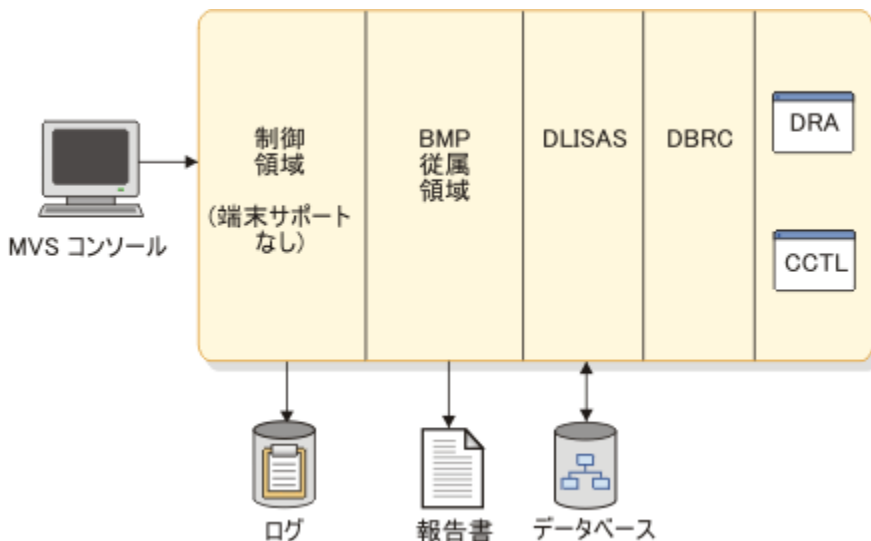 MVS コンソール
制御
領域
(端末サポート
なし)
BMP
従属
領域
DLISAS
DBRC
DRA
CCTL
ログ
報告書
データベース